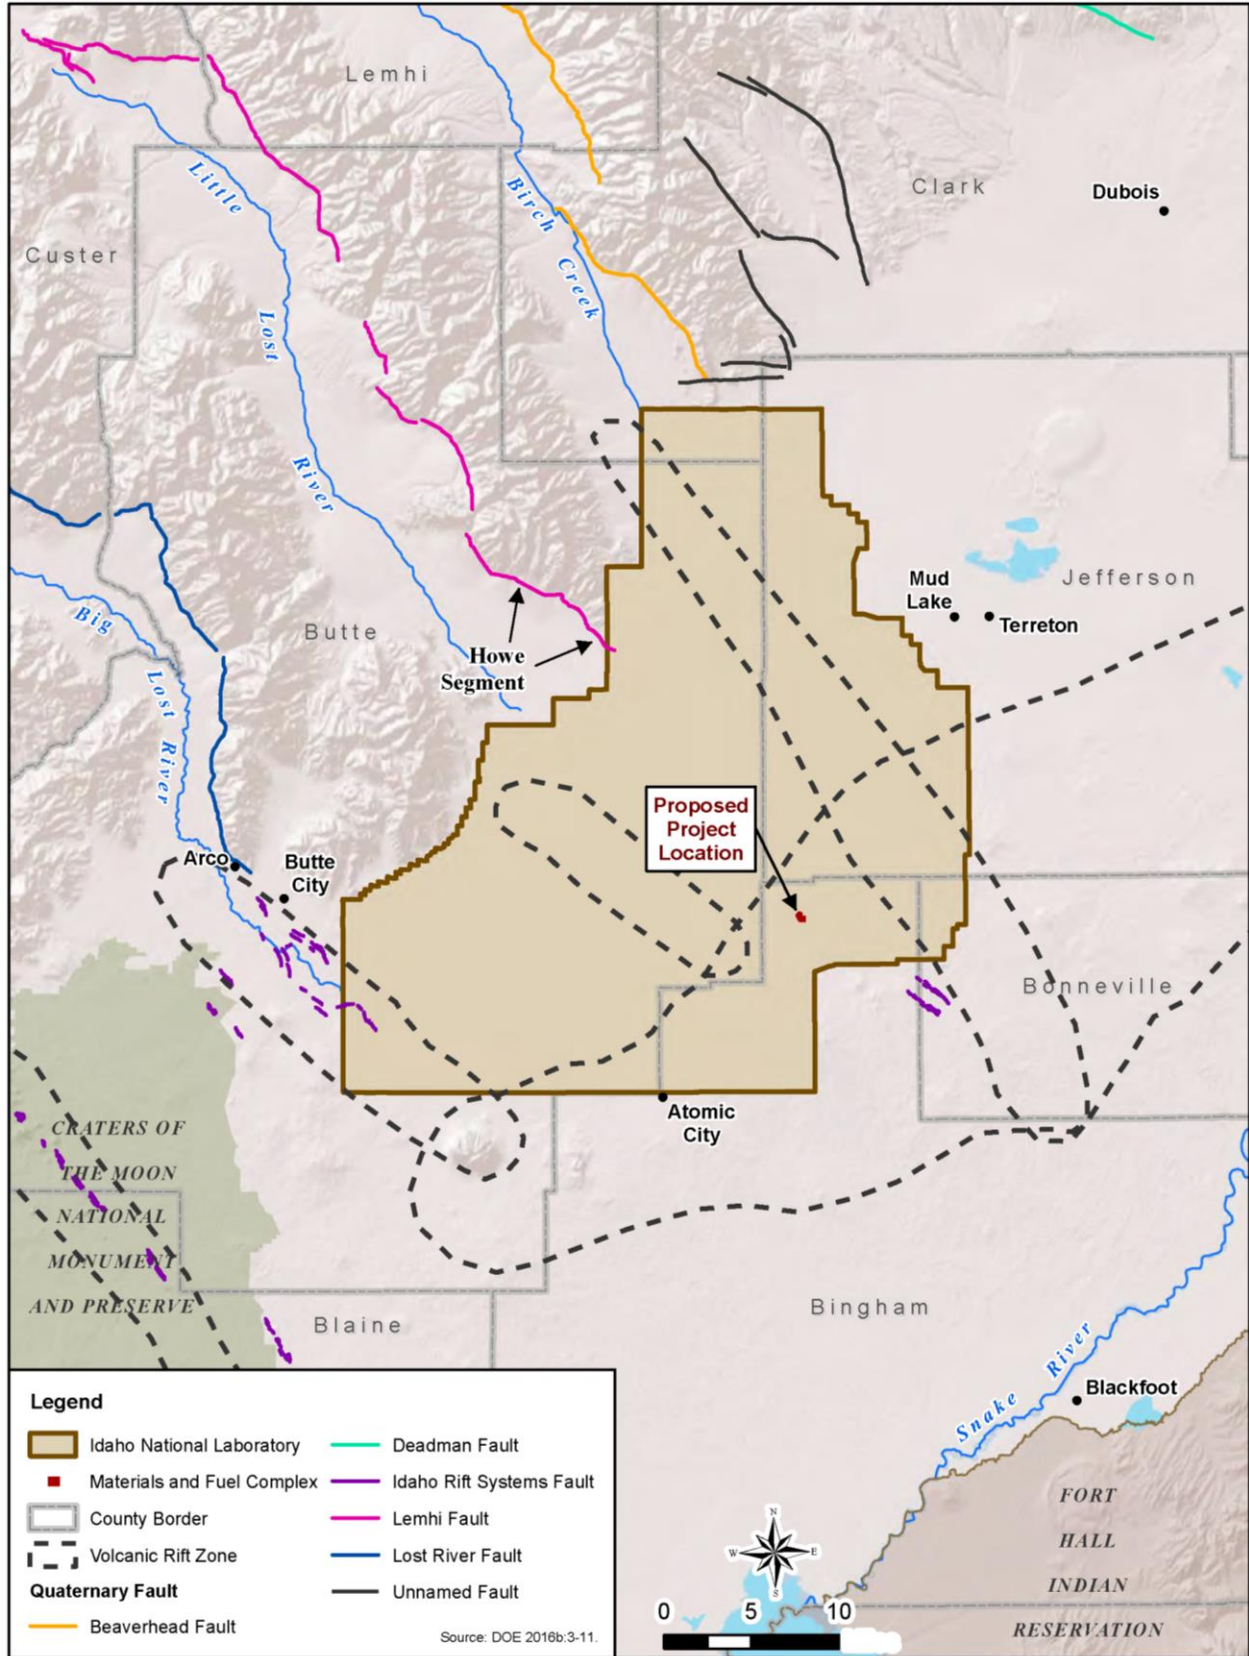 Lemhi
Clark
Dubois
Little
Birch
Creek
Custer
Lost
River
Mud
Lake
Jefferson
Terreton
Big
Butte
Howe
Segment
Lost
River
Proposed
Project
Location
Arco
Butte
City
Bonneville
Atomic
City
CRATERS OF
THE MOON
NATIONAL
MONUMENT
AND PRESERVE
Blaine
Bingham
Snake River
Blackfoot
FORT
HALL
INDIAN
RESERVATION
N
W E
S
0 5 10
Legend
Idaho National Laboratory
Materials and Fuel Complex
County Border
Volcanic Rift Zone
Quaternary Fault
Beaverhead Fault
Deadman Fault
Idaho Rift Systems Fault
Lemhi Fault
Lost River Fault
Unnamed Fault
Source: DOE 2016b:3-11.